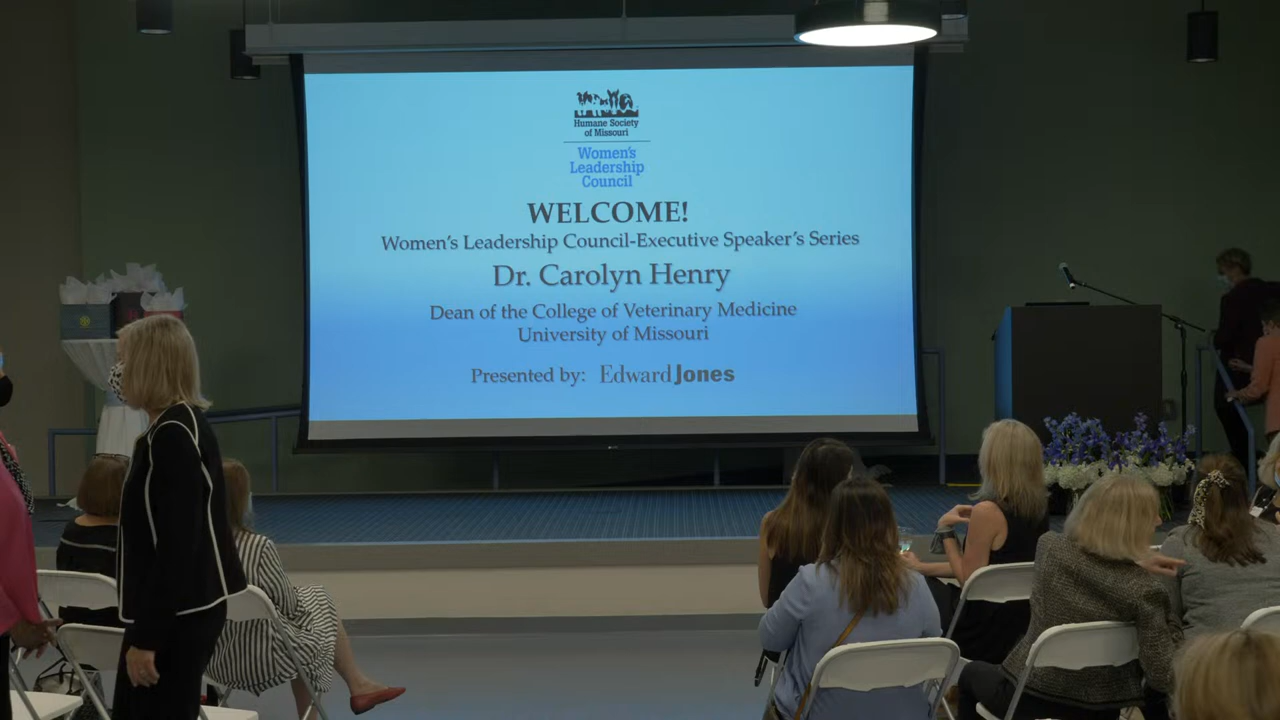 Humane Society
of Missouri
Women's
Leadership
Council
WELCOME!
Women's Leadership Council-Executive Speaker's Series
Dr. Carolyn Henry
Dean of the College of Veterinary Medicine
University of Missouri
Presented by: Edward Jones